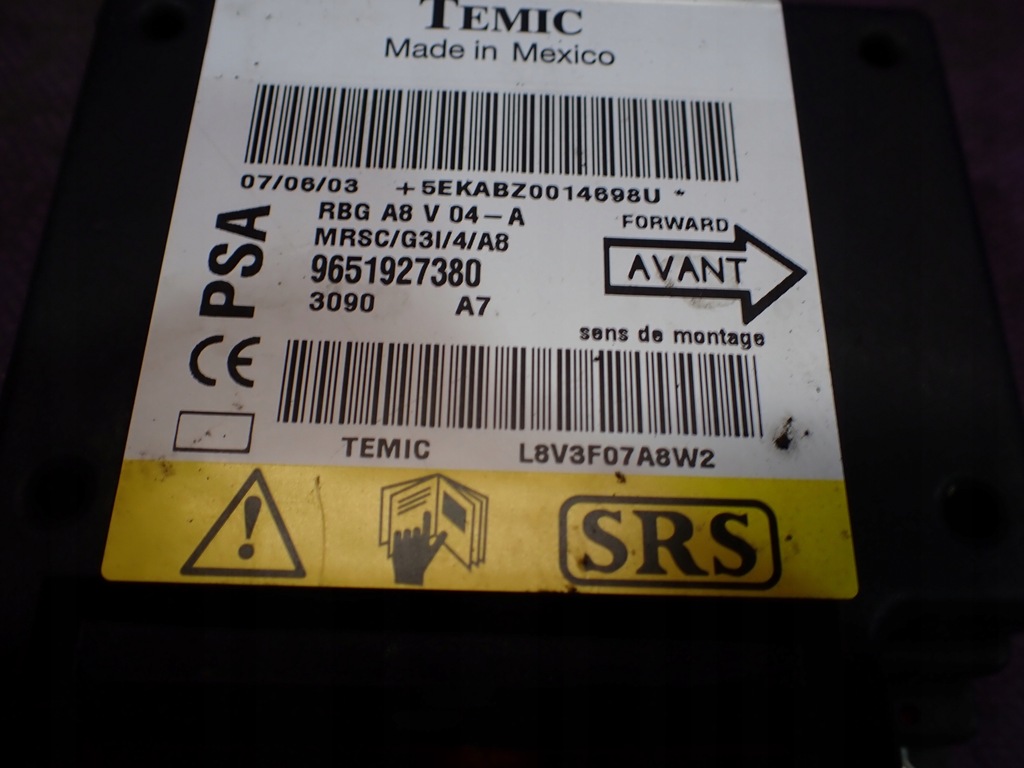 TEMIC
Made in Mexico
07/06/03 +5EKABZ0014698U *
RBG A8 V 04-A
MRSC/G3I/4/A8
9651927380
3090 A7
PSA
CE
FORWARD
AVANT
sens de montage
TEMIC L8V3F07A8W2
SRS